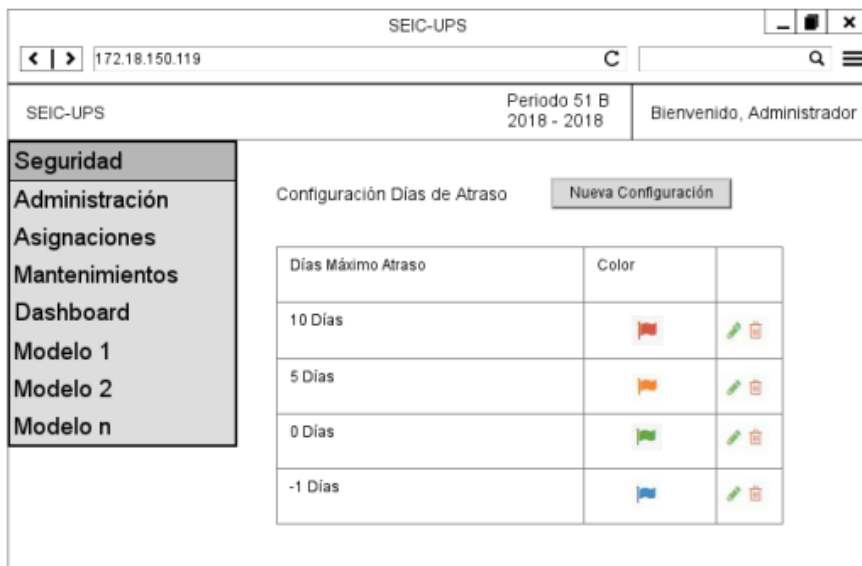 SEIC-UPS
172.18.150.119
SEIC-UPS
Periodo 51 B
2018 - 2018
Bienvenido, Administrador
Seguridad
Administración
Asignaciones
Mantenimientos
Dashboard
Modelo 1
Modelo 2
Modelo n
Configuración Días de Atraso
Nueva Configuración
Días Máximo Atraso Color
10 Días
5 Días
0 Días
-1 Días